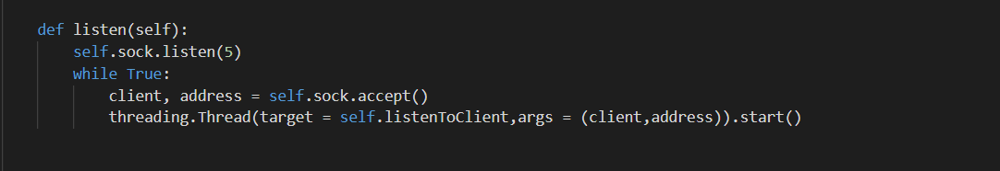 def listen(self):
self.sock.listen(5)
while True:
client, address = self.sock.accept()
threading.Thread(target = self.listenToClient,args = (client,address)).start()